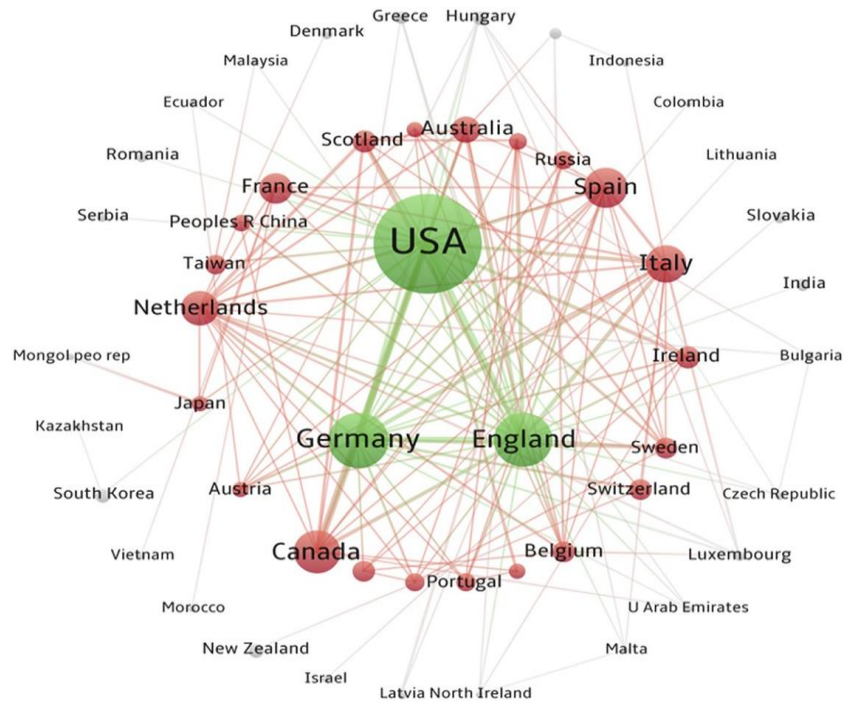 Greece Hungary
Denmark
Malaysia Indonesia
Ecuador Colombia
Scotland Australia
Romania Russia Lithuania
France Spain
Serbia Peoples R China Slovakia
USA
Taiwan Italy
India
Netherlands
Mongol peo rep Ireland Bulgaria
Japan
Kazakhstan
Germany England
Sweden
South Korea Austria Switzerland Czech Republic
Vietnam Canada Belgium Luxembourg
Portugal
Morocco U Arab Emirates
New Zealand Malta
Israel
Latvia North Ireland